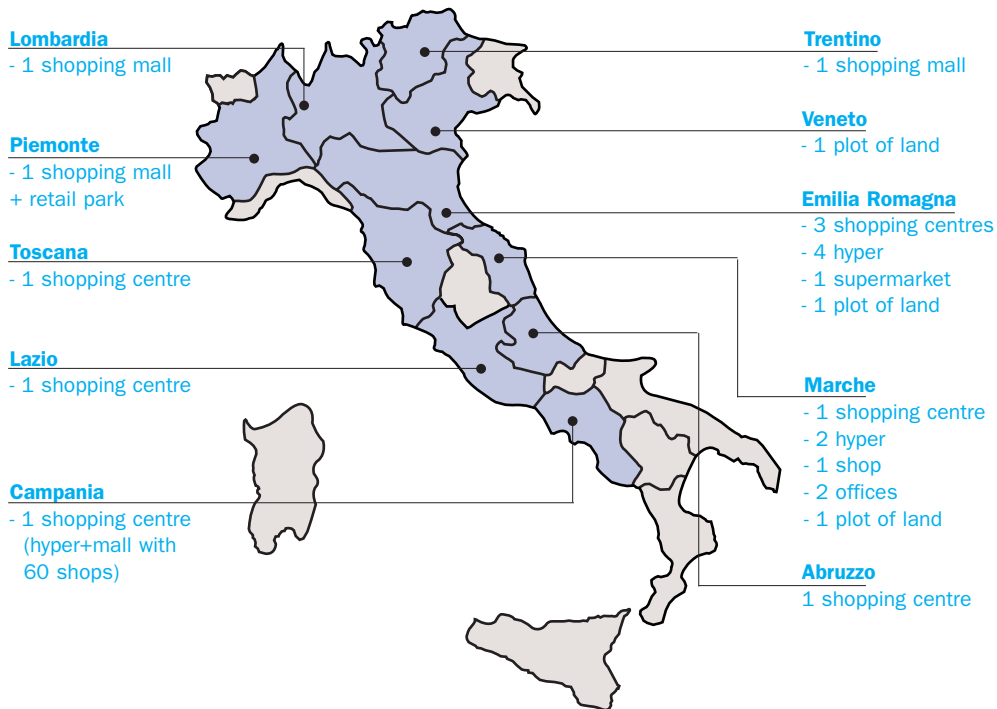 Lombardia
- 1 shopping mall
Piemonte
- 1 shopping mall
+ retail park
Toscana
- 1 shopping centre
Lazio
- 1 shopping centre
Campania
- 1 shopping centre
(hyper+mall with
60 shops)
Trentino
- 1 shopping mall
Veneto
- 1 plot of land
Emilia Romagna
- 3 shopping centres
- 4 hyper
- 1 supermarket
- 1 plot of land
Marche
- 1 shopping centre
- 2 hyper
- 1 shop
- 2 offices
- 1 plot of land
Abruzzo
1 shopping centre